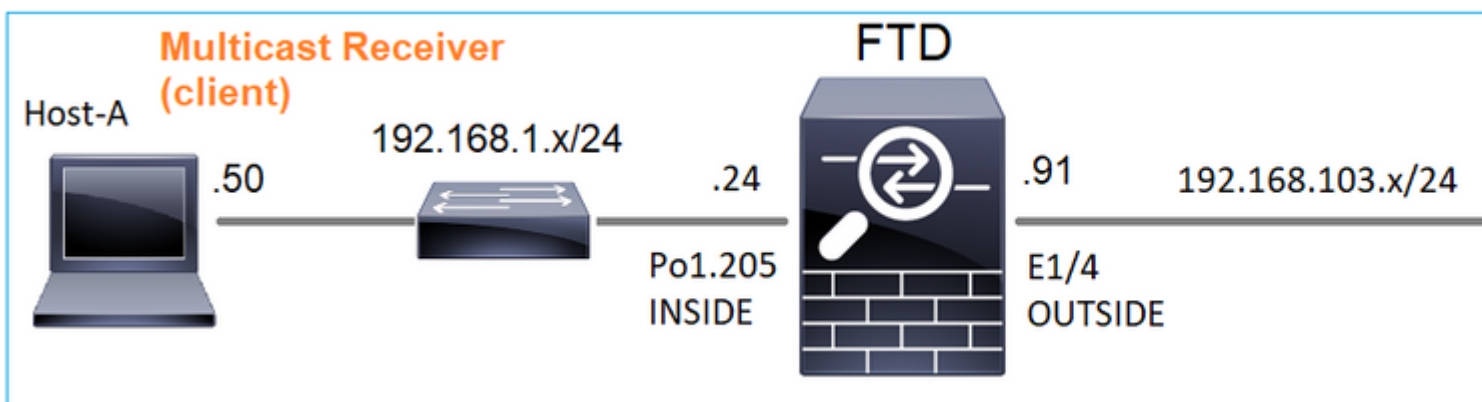 Multicast Receiver
(client)
FTD
Host-A
192.168.1.x/24
.50
.24
.91
192.168.103.x/24
Po1.205
INSIDE
E1/4
OUTSIDE